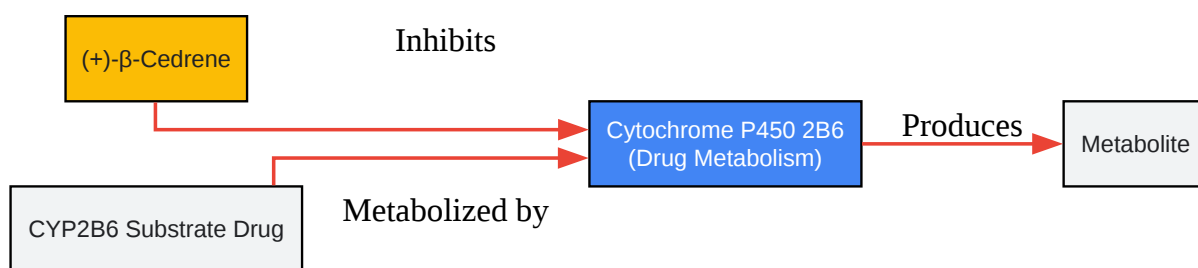 Inhibits
(+)-β-Cedrene
Cytochrome P450 2B6
(Drug Metabolism)
Produces
Metabolite
Metabolized by
CYP2B6 Substrate Drug